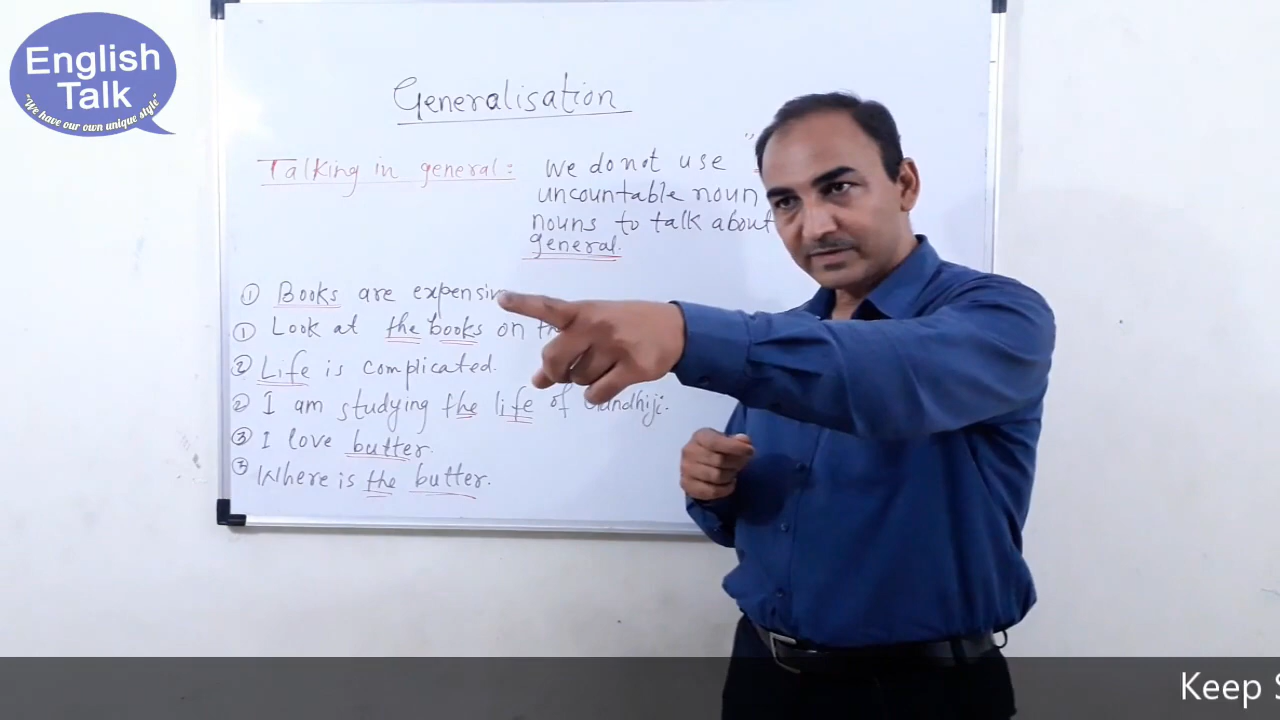 English
Talk
"We have our own unique style"
Generalisation
Talking in general: we do not use
uncountable noun
nouns to talk about
general.
① Books are expensiv
① Look at the books on th
② Life is complicated.
② I am studying the life of Gandhiji.
③ I love butter.
③ Where is the butter.
Keep S